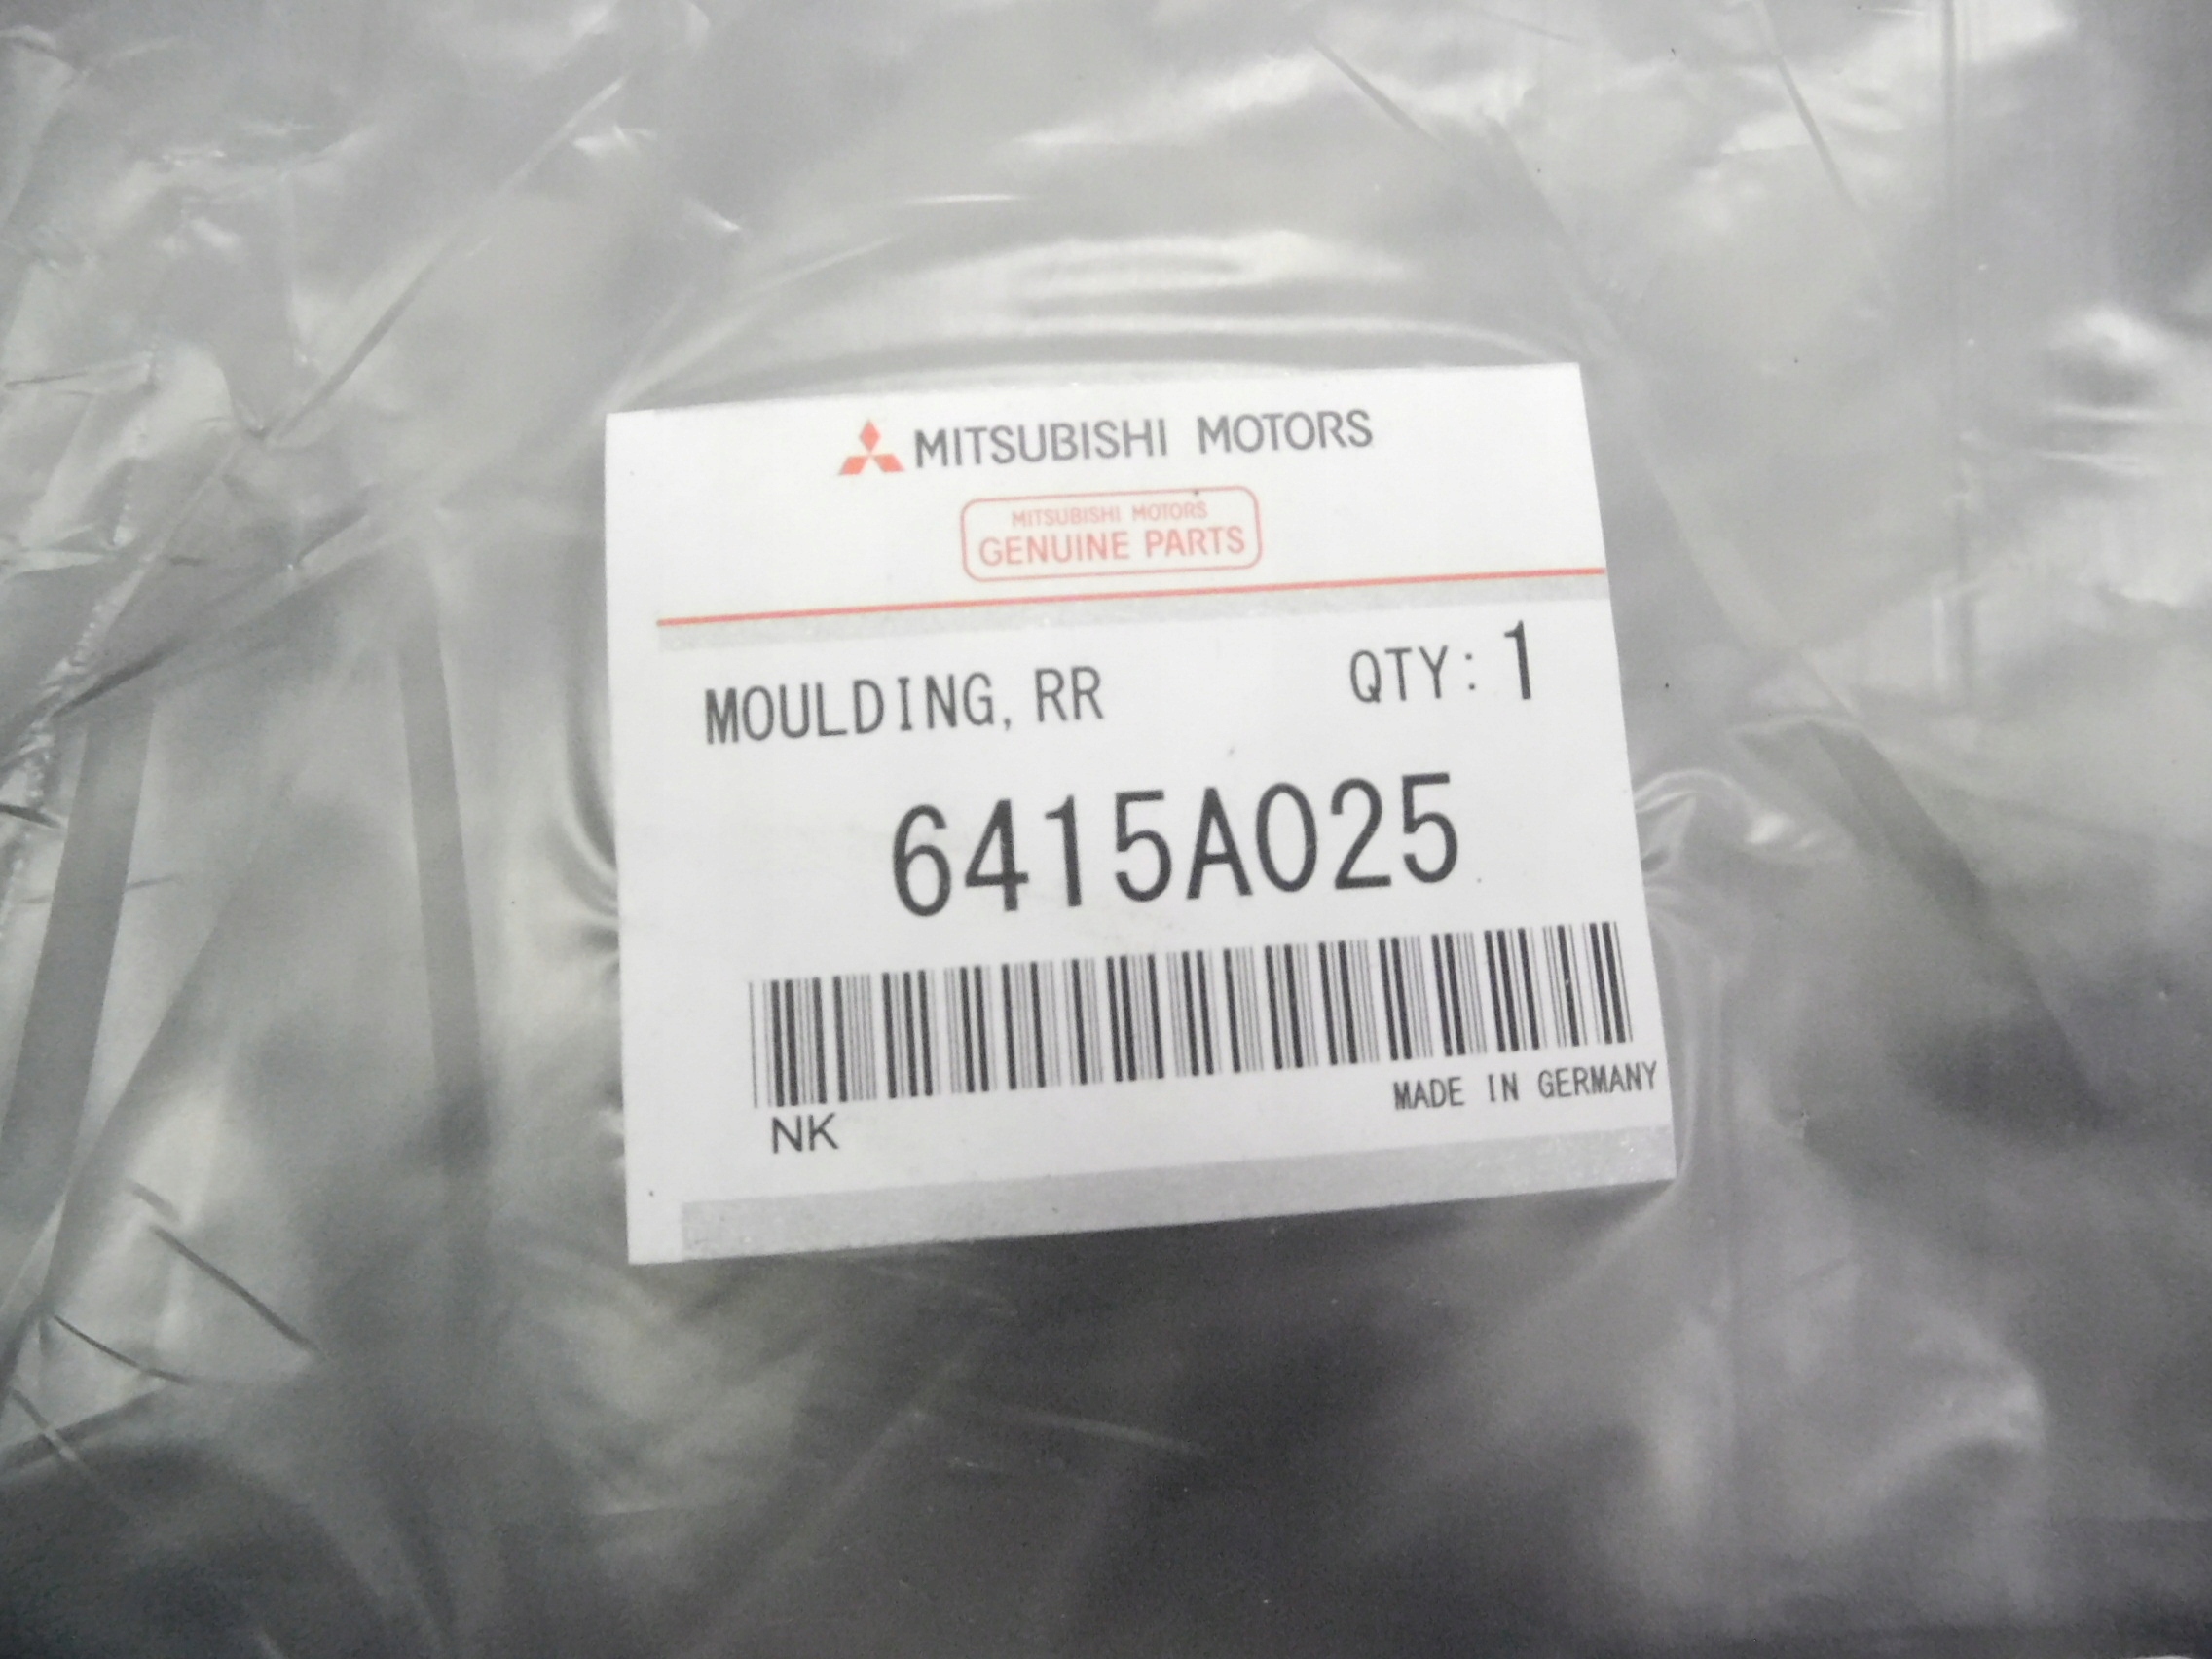 MITSUBISHI MOTORS
MITSUBISHI MOTORS
GENUINE PARTS
MOULDING, RR QTY: 1
6415A025
MADE IN GERMANY
NK